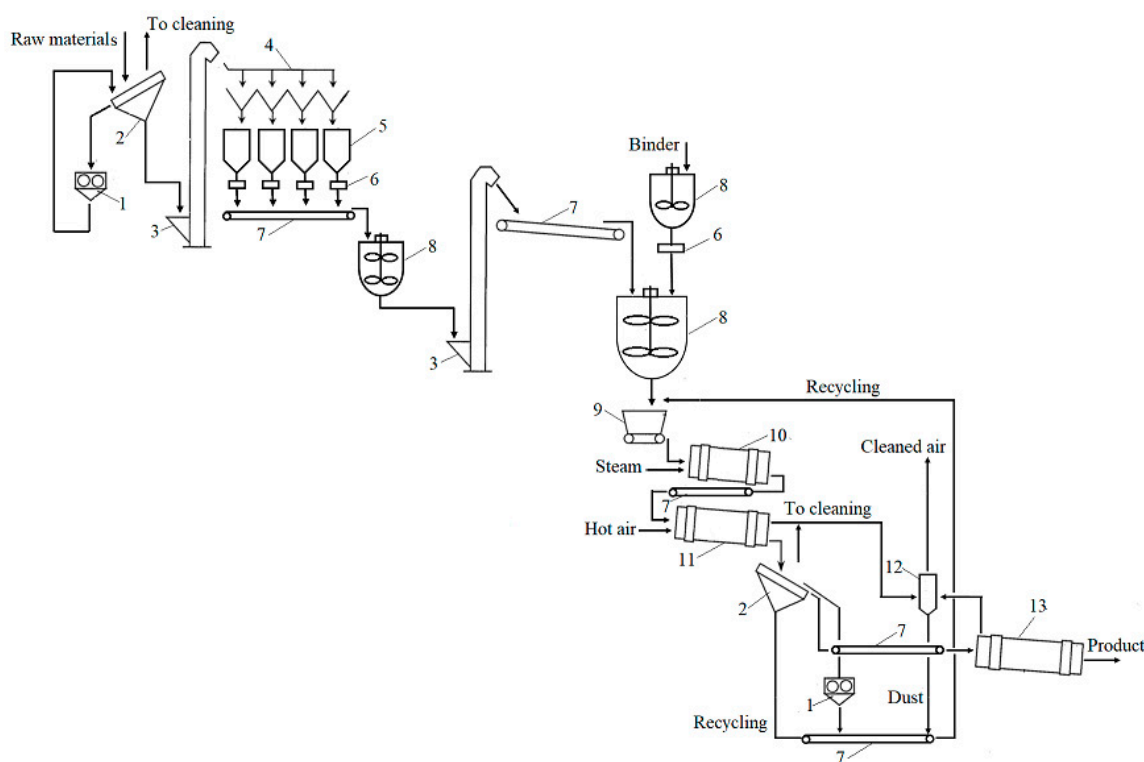 To cleaning
Raw materials
4
2
5
1
6
3
7
8
Binder
8
7
6
8
3
Recycling
9
10
Cleaned air
Steam
7
To cleaning
Hot air
11
12
2
7
13
Product
1
Dust
Recycling
7